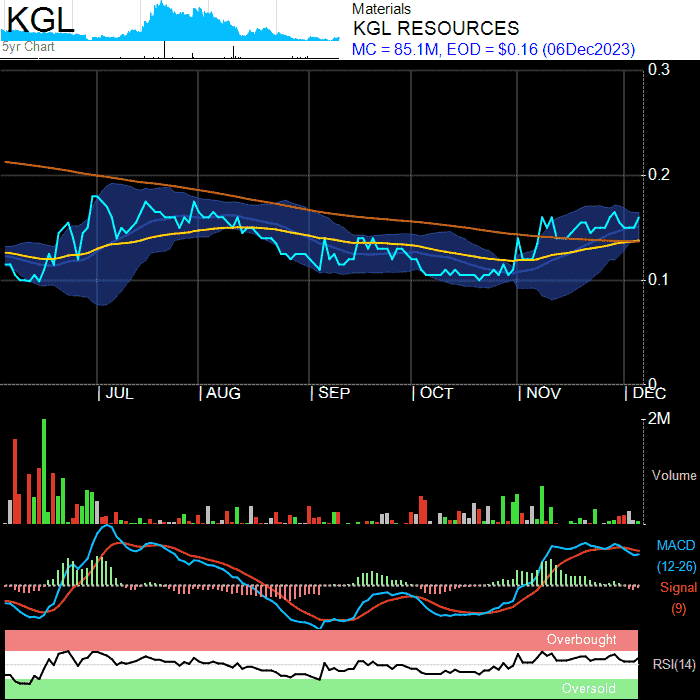 KGL
5yr Chart
Materials
KGL RESOURCES
MC = 85.1M, EOD = $0.16 (06Dec2023)
0.3
0.2
0.1
0
| JUL | AUG | SEP | OCT | NOV | DEC
2M
Volume
MACD
(12-26)
Signal
(9)
Overbought
RSI(14)
Oversold